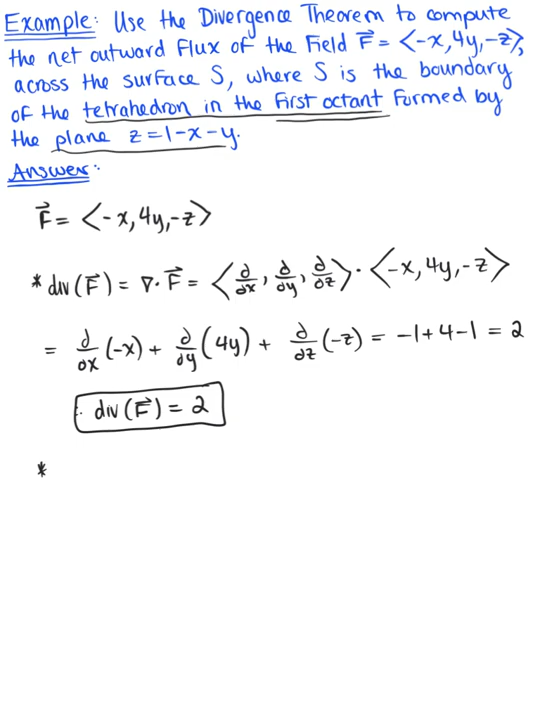 Example: Use the Divergence Theorem to compute
the net outward Flux of the Field F⃗ = <-x,4y,-z>,
across the surface S, where S is the boundary
of the tetrahedron in the First octant Formed by
the plane z=1-x-y.
Answer:
F⃗ = <-x,4y,-z>
* div(F⃗) = ∇·F⃗ = <∂/∂x, ∂/∂y, ∂/∂z> · <-x,4y,-z>
= ∂/∂x(-x) + ∂/∂y(4y) + ∂/∂z(-z) = -1+4-1 = 2
∴ div(F⃗) = 2
*